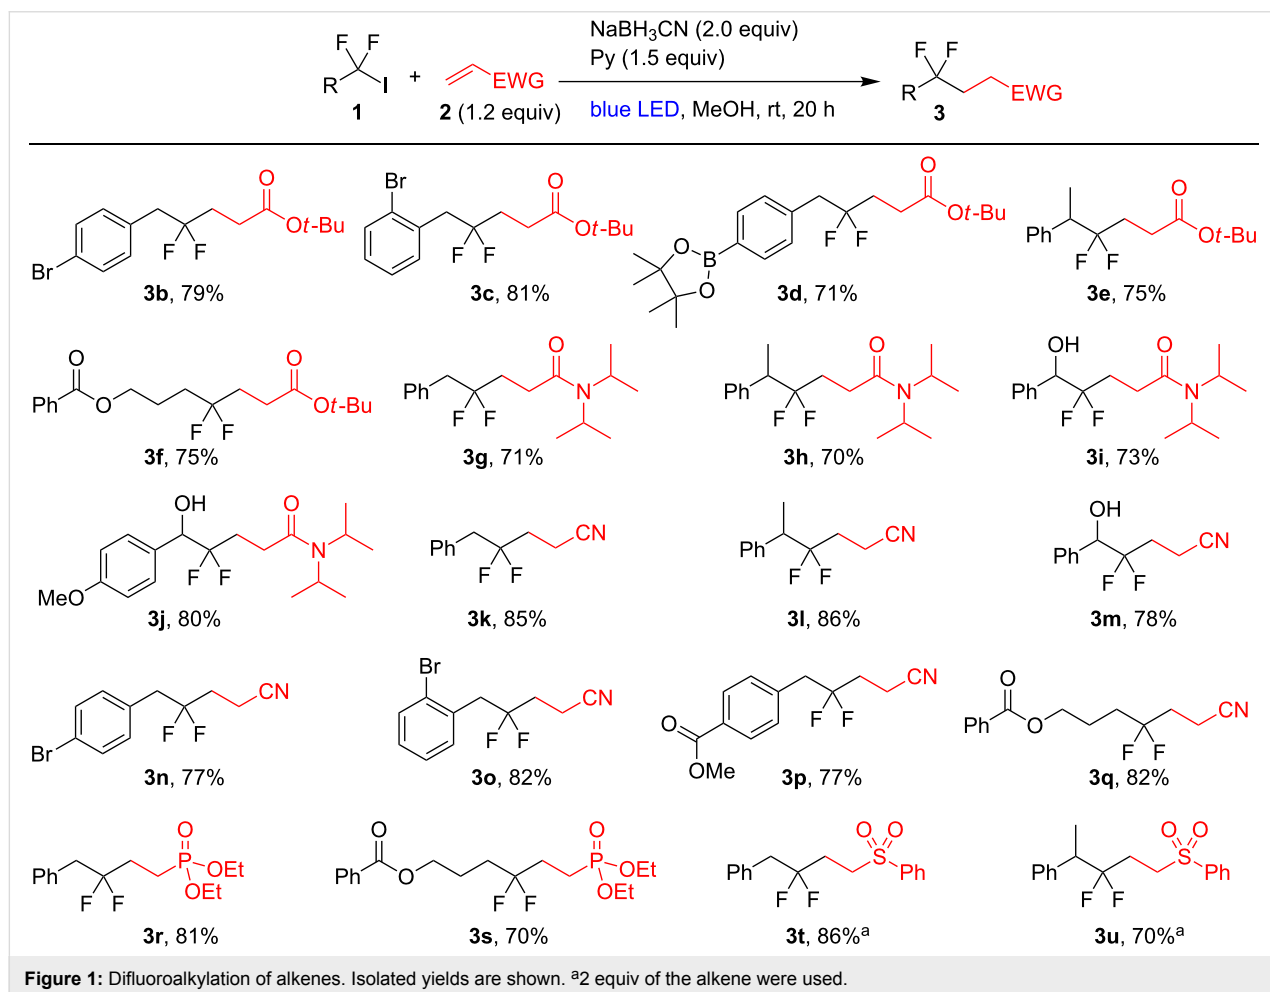 NaBH3CN (2.0 equiv)
Py (1.5 equiv)
blue LED, MeOH, rt, 20 h
F F
R I
1
+
EWG
2 (1.2 equiv)
F F
R EWG
3
Br F F O Ot-Bu
3b, 79%
Br F F O Ot-Bu
3c, 81%
O B O F F O Ot-Bu
3d, 71%
Ph F F O Ot-Bu
3e, 75%
O Ph O F F O Ot-Bu
3f, 75%
Ph F F O N
3g, 71%
Ph F F O N
3h, 70%
OH Ph F F O N
3i, 73%
OH MeO F F O N
3j, 80%
Ph F F CN
3k, 85%
Ph F F CN
3l, 86%
OH Ph F F CN
3m, 78%
Br F F CN
3n, 77%
Br F F CN
3o, 82%
O OMe F F CN
3p, 77%
O Ph O F F CN
3q, 82%
Ph F F O P OEt OEt
3r, 81%
O Ph O F F O P OEt OEt
3s, 70%
Ph F F O O S Ph
3t, 86%a
Ph F F O O S Ph
3u, 70%a
Figure 1: Difluoroalkylation of alkenes. Isolated yields are shown. a2 equiv of the alkene were used.